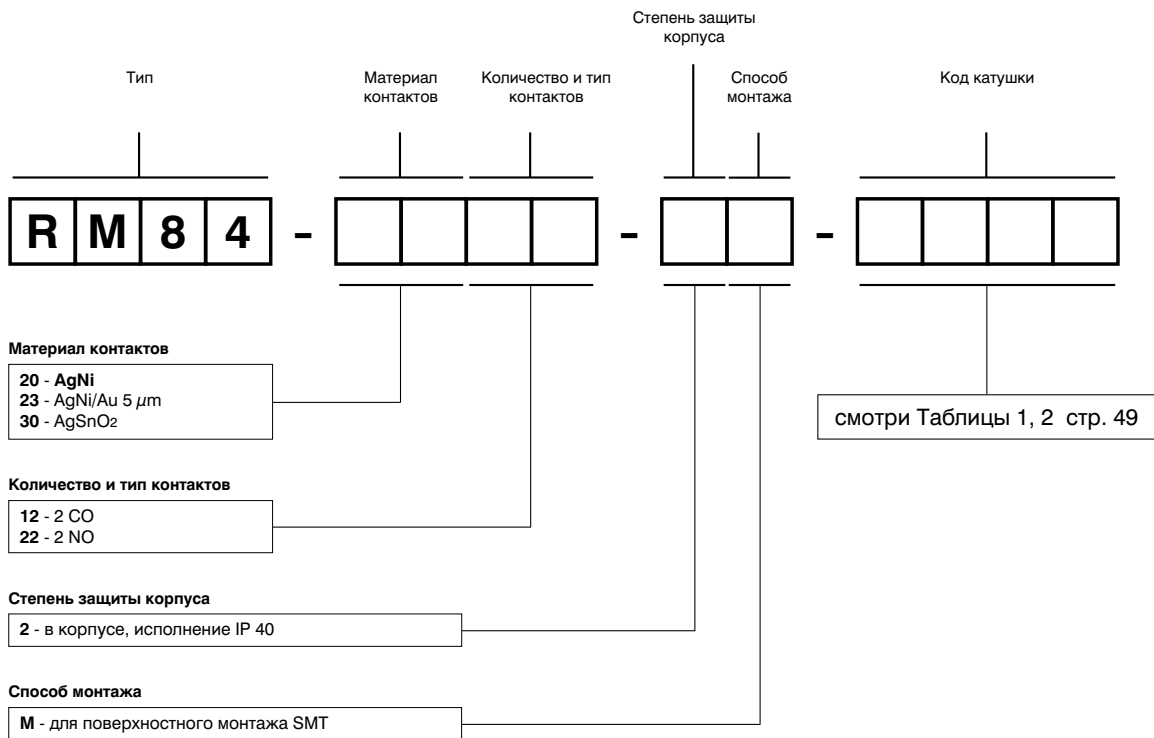 Степень защиты
корпуса
Тип
Материал
контактов
Количество и тип
контактов
Способ
монтажа
Код катушки
RM84 - - -
Материал контактов
20 - AgNi
23 - AgNi/Au 5 µm
30 - AgSnO2
смотри Таблицы 1, 2 стр. 49
Количество и тип контактов
12 - 2 CO
22 - 2 NO
Степень защиты корпуса
2 - в корпусе, исполнение IP 40
Способ монтажа
M - для поверхностного монтажа SMT